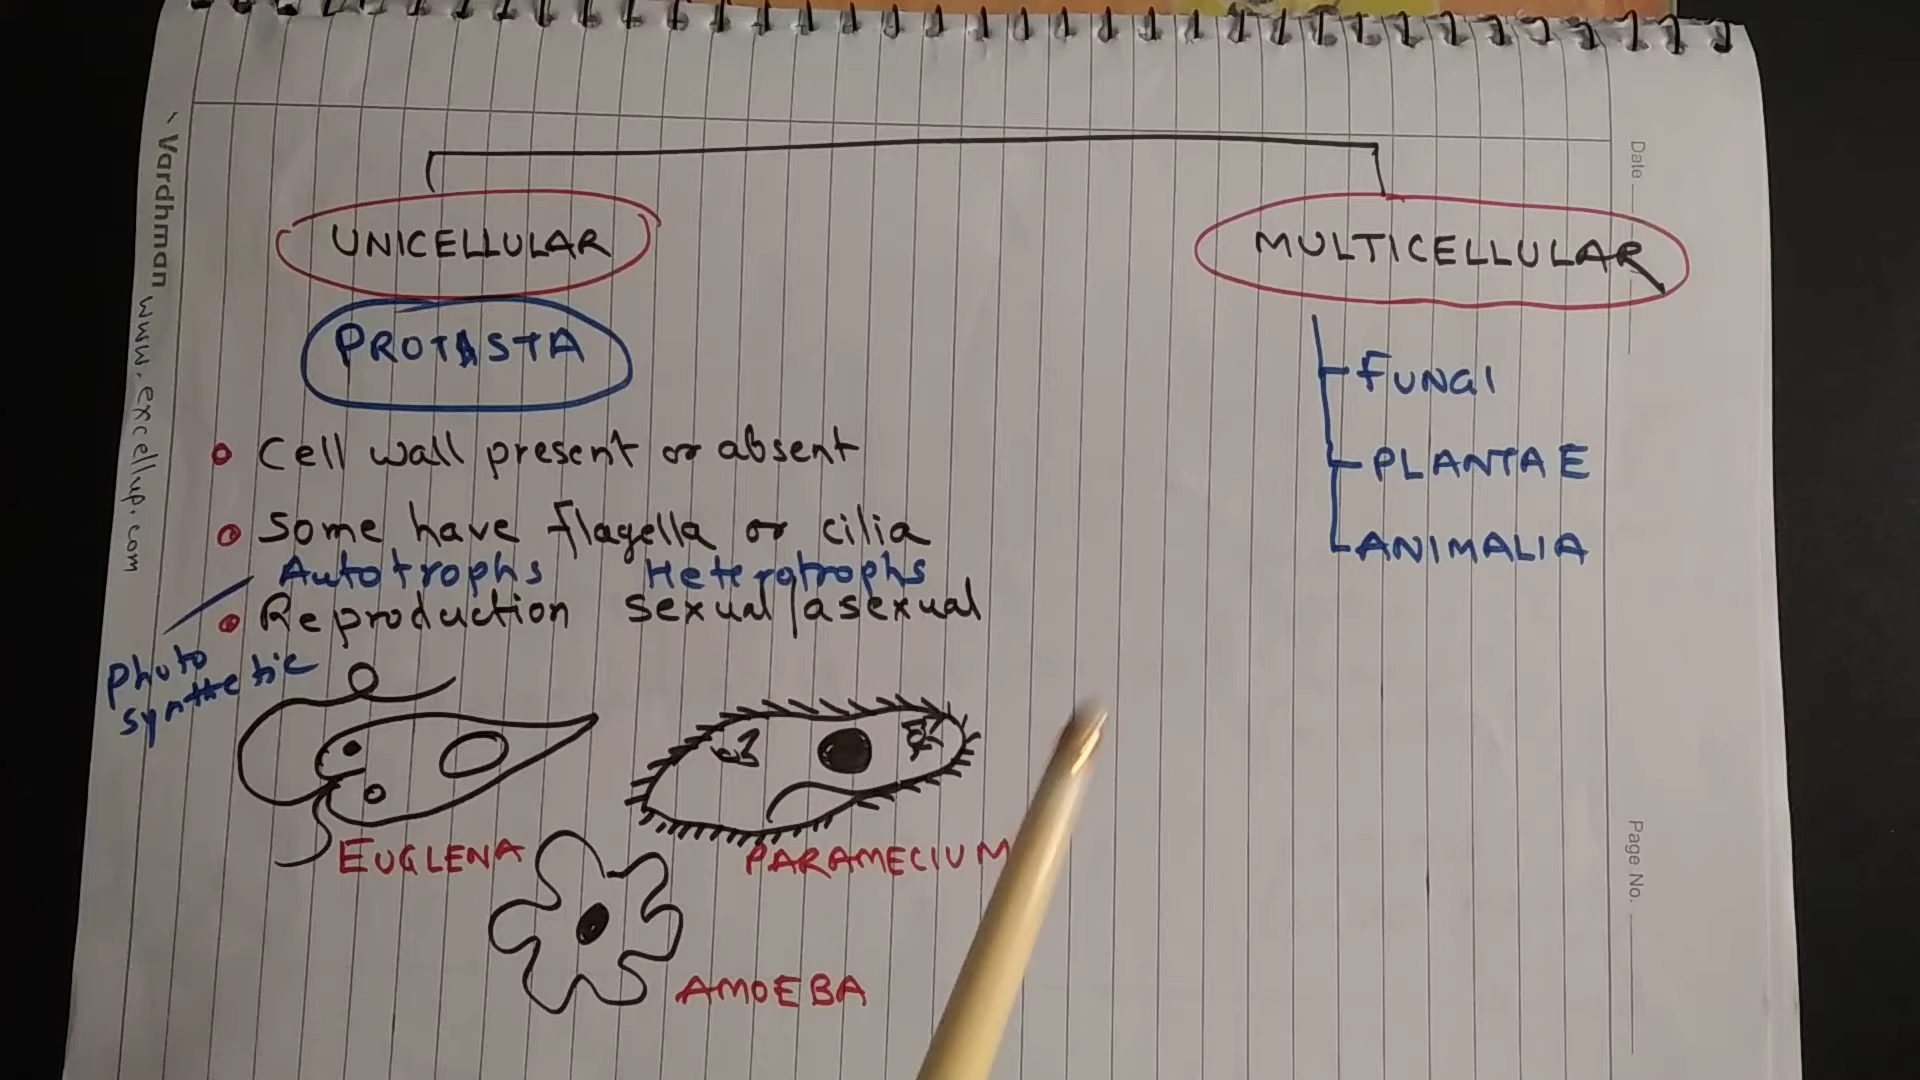 UNICELLULAR
MULTICELLULAR
PROTISTA
FUNGI
PLANTAE
ANIMALIA
Cell wall present or absent
Some have flagella or cilia
Autotrophs Heterotrophs
Reproduction sexual/asexual
Photo
synthetic
EUGLENA
PARAMECIUM
AMOEBA
Vardhman www.excellup.com
Date
Page No.